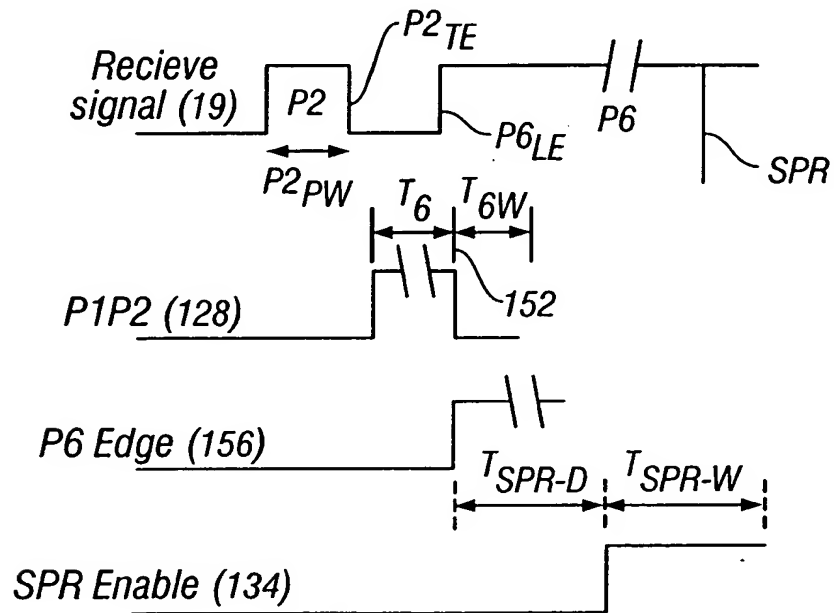 P2TE
Recieve
signal (19)
P2
P6
P6LE
SPR
P2PW
T6
T6W
152
P1P2 (128)
P6 Edge (156)
TSPR-D
TSPR-W
SPR Enable (134)